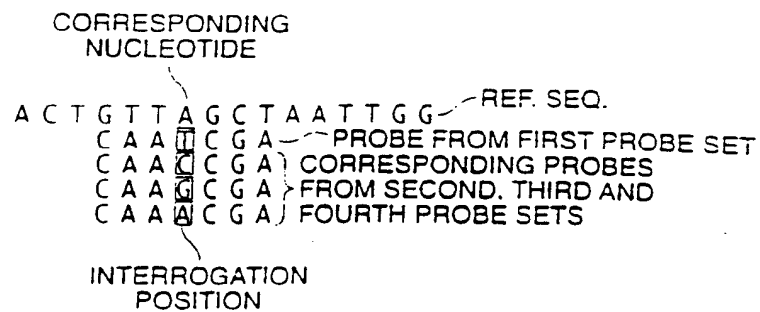 CORRESPONDING
NUCLEOTIDE
A C T G T T A G C T A A T T G G REF. SEQ.
C A A T C G A PROBE FROM FIRST PROBE SET
C A A C C G A CORRESPONDING PROBES
C A A G C G A FROM SECOND, THIRD AND
C A A A C G A FOURTH PROBE SETS
INTERROGATION
POSITION